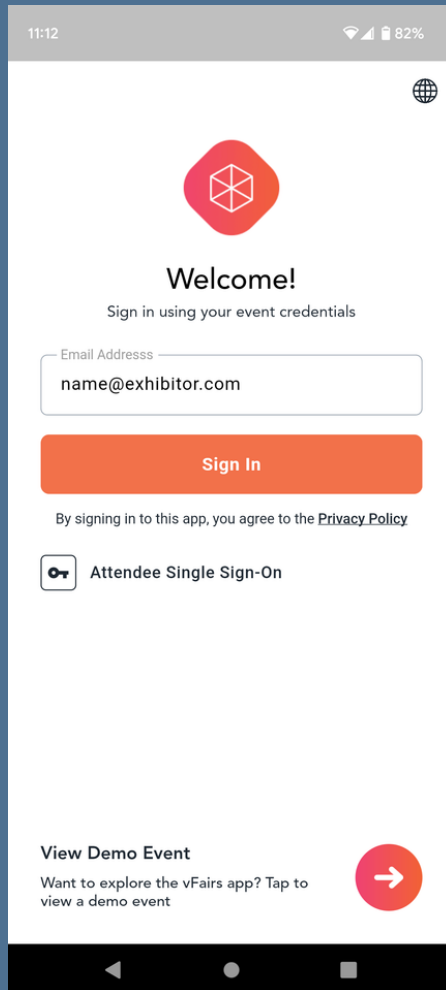 11:12
82%
Welcome!
Sign in using your event credentials
Email Addresss
name@exhibitor.com
Sign In
By signing in to this app, you agree to the Privacy Policy
Attendee Single Sign-On
View Demo Event
Want to explore the vFairs app? Tap to
view a demo event